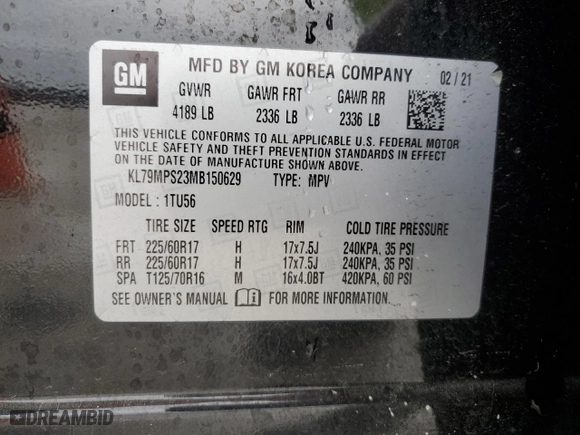 GM MFD BY GM KOREA COMPANY 02/21
GVWR GAWR FRT GAWR RR
4189 LB 2336 LB 2336 LB
THIS VEHICLE CONFORMS TO ALL APPLICABLE U.S. FEDERAL MOTOR
VEHICLE SAFETY AND THEFT PREVENTION STANDARDS IN EFFECT
ON THE DATE OF MANUFACTURE SHOWN ABOVE.
KL79MPS23MB150629 TYPE: MPV
MODEL: 1TU56
TIRE SIZE SPEED RTG RIM COLD TIRE PRESSURE
FRT 225/60R17 H 17x7.5J 240KPA, 35 PSI
RR 225/60R17 H 17x7.5J 240KPA, 35 PSI
SPA T125/70R16 M 16x4.0BT 420KPA, 60 PSI
SEE OWNER'S MANUAL FOR MORE INFORMATION.
DREAMBID